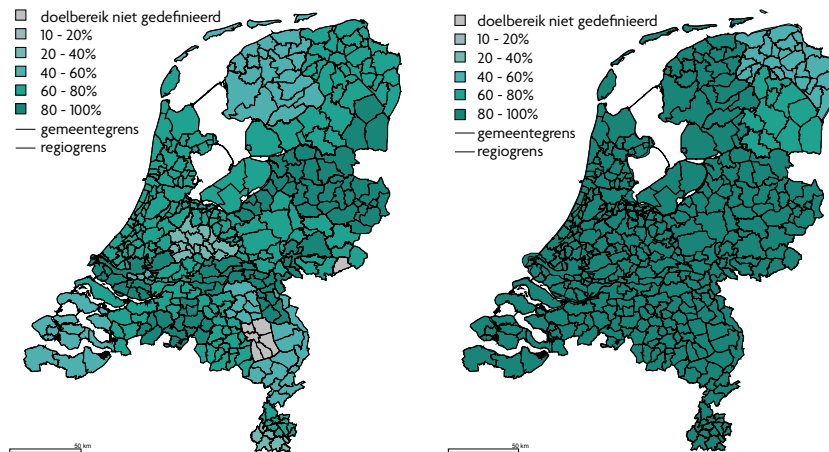 doelbereik niet gedefinieerd
10 - 20%
20 - 40%
40 - 60%
60 - 80%
80 - 100%
gemeentegrens
regiogrens
50 km
doelbereik niet gedefinieerd
10 - 20%
20 - 40%
40 - 60%
60 - 80%
80 - 100%
gemeentegrens
regiogrens
50 km